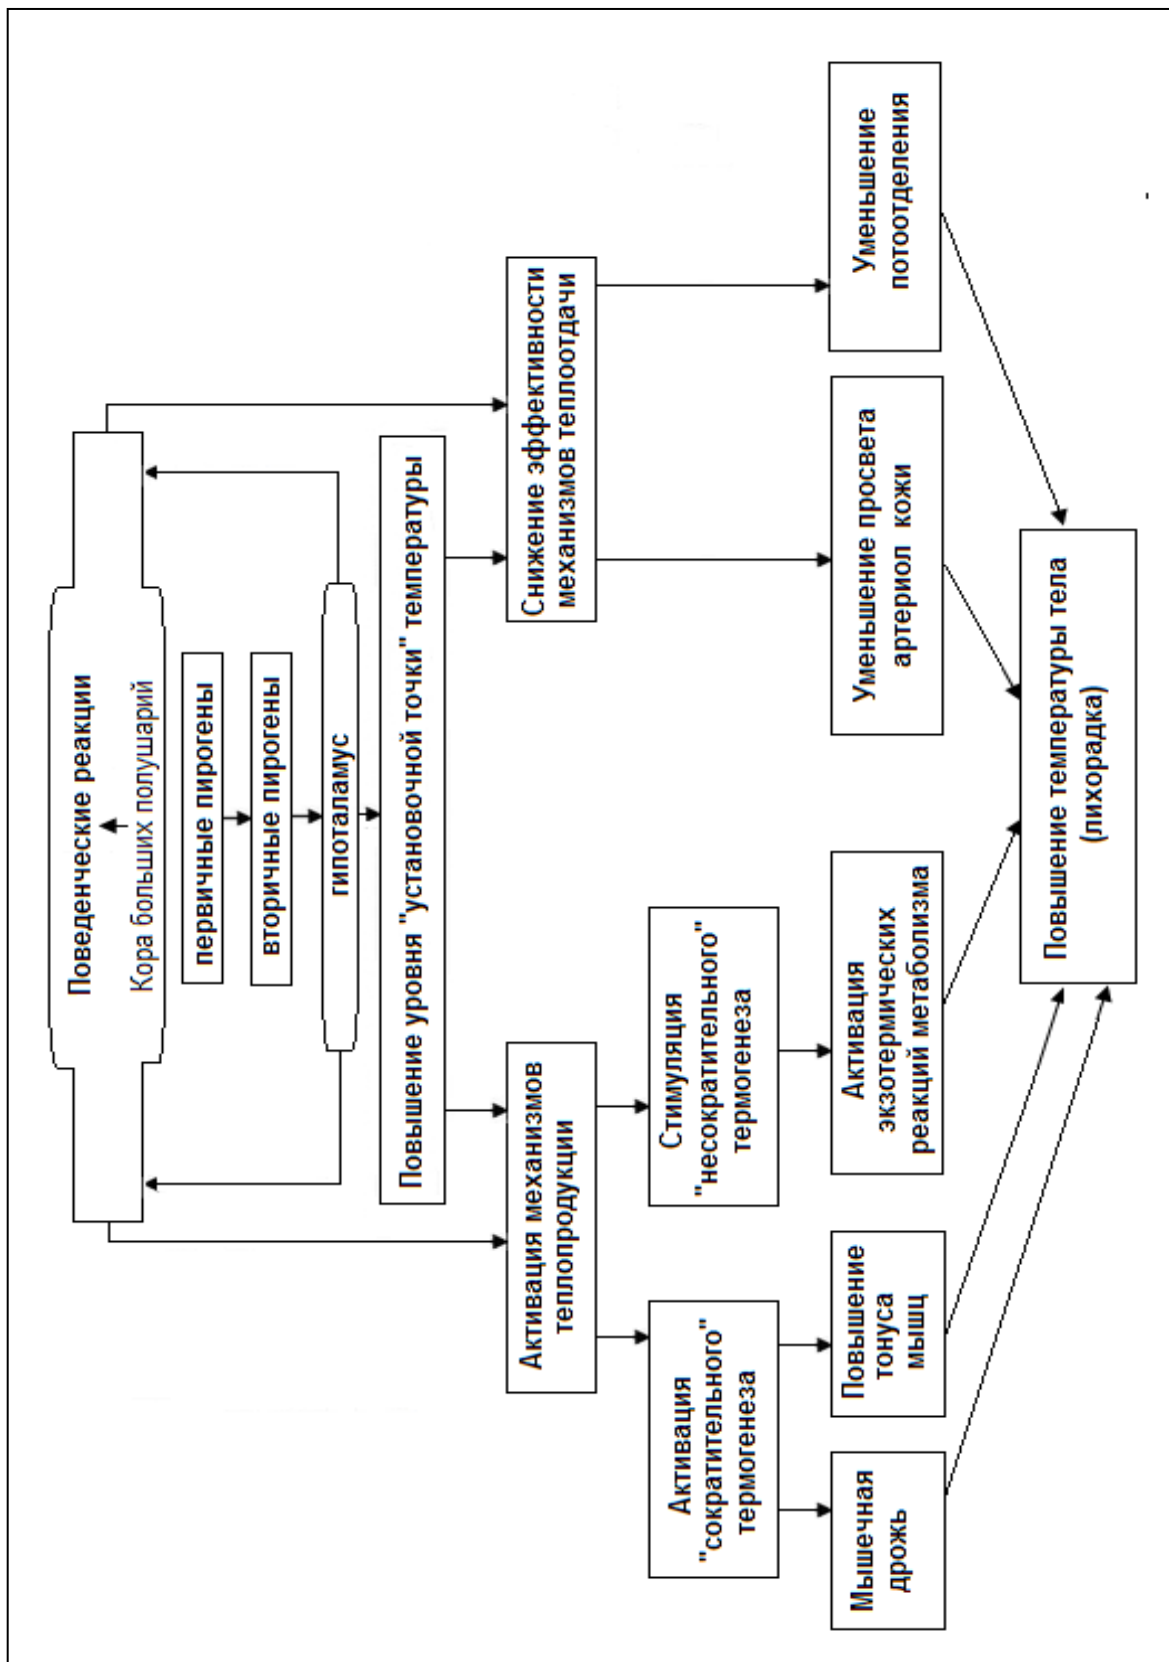 Поведенческие реакции
Кора больших полушарий
первичные пирогены
вторичные пирогены
гипоталамус
Повышение уровня "установочной точки" температуры
Активация механизмов
теплопродукции
Снижение эффективности
механизмов теплоотдачи
Активация
"сократительного"
термогенеза
Стимуляция
"несократительного"
термогенеза
Мышечная
дрожь
Повышение
тонуса
мышц
Активация
экзотермических
реакций метаболизма
Уменьшение просвета
артериол кожи
Уменьшение
потоотделения
Повышение температуры тела
(лихорадка)